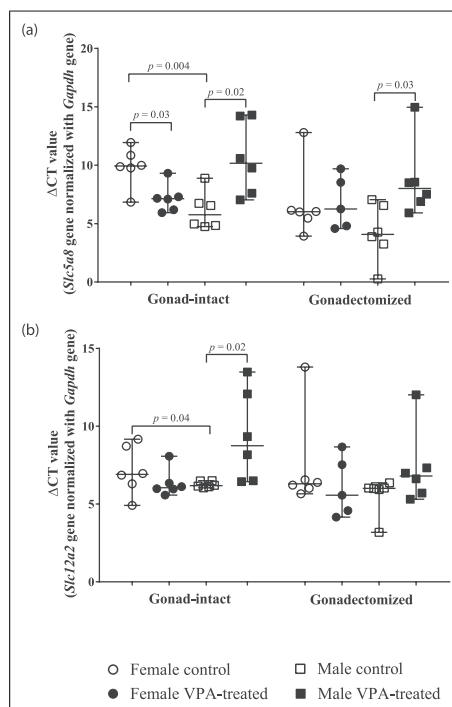 (a)
p = 0.004
p = 0.03
p = 0.02
p = 0.03
20
15
10
5
0
ΔCT value
(Slc5a8 gene normalized with Gapdh gene)
Gonad-intact
Gonadectomized
(b)
p = 0.02
p = 0.04
15
10
5
0
ΔCT value
(Slc12a2 gene normalized with Gapdh gene)
Gonad-intact
Gonadectomized
Female control
Male control
Female VPA-treated
Male VPA-treated